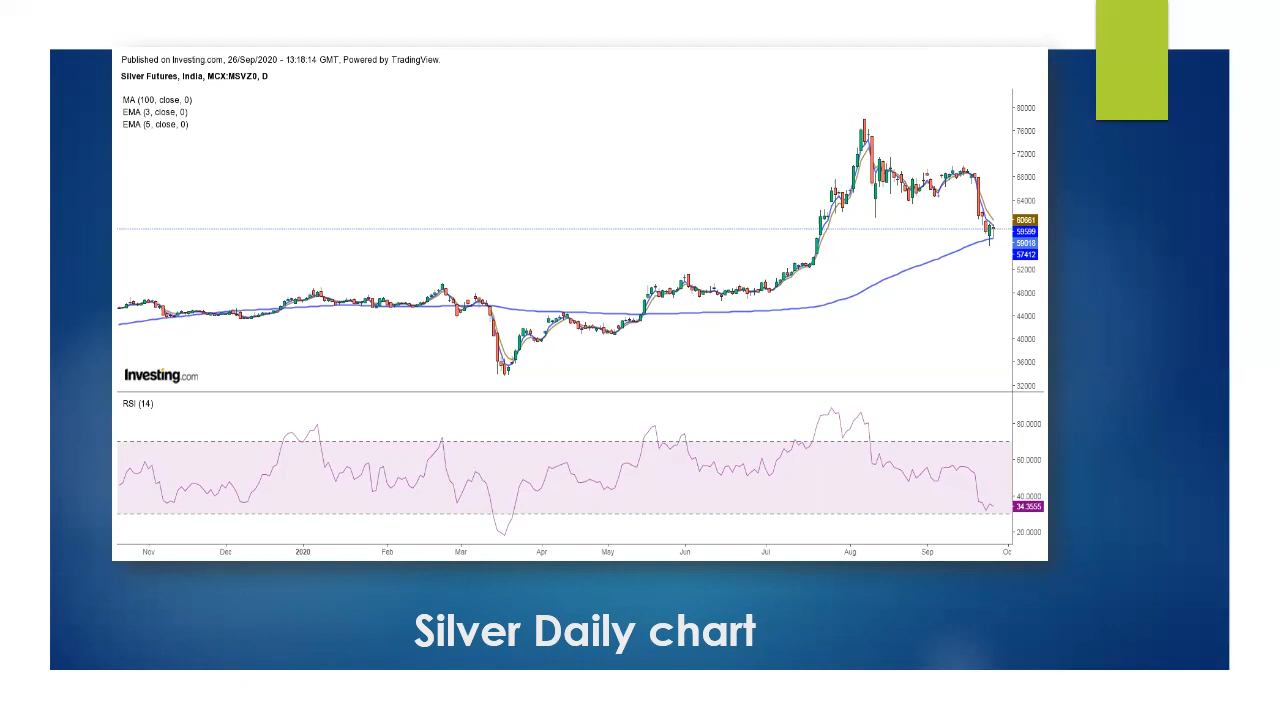 Published on Investing.com, 26/Sep/2020 - 13:18:14 GMT, Powered by TradingView.
Silver Futures, India, MCX:MSVZ0, D
MA (100, close, 0)
EMA (3, close, 0)
EMA (5, close, 0)
80000
76000
72000
68000
64000
60661
59599
59018
57412
52000
48000
44000
40000
36000
32000
Investing.com
RSI (14)
80.0000
60.0000
40.0000
34.3555
20.0000
Nov Dec 2020 Feb Mar Apr May Jun Jul Aug Sep Oc
Silver Daily chart